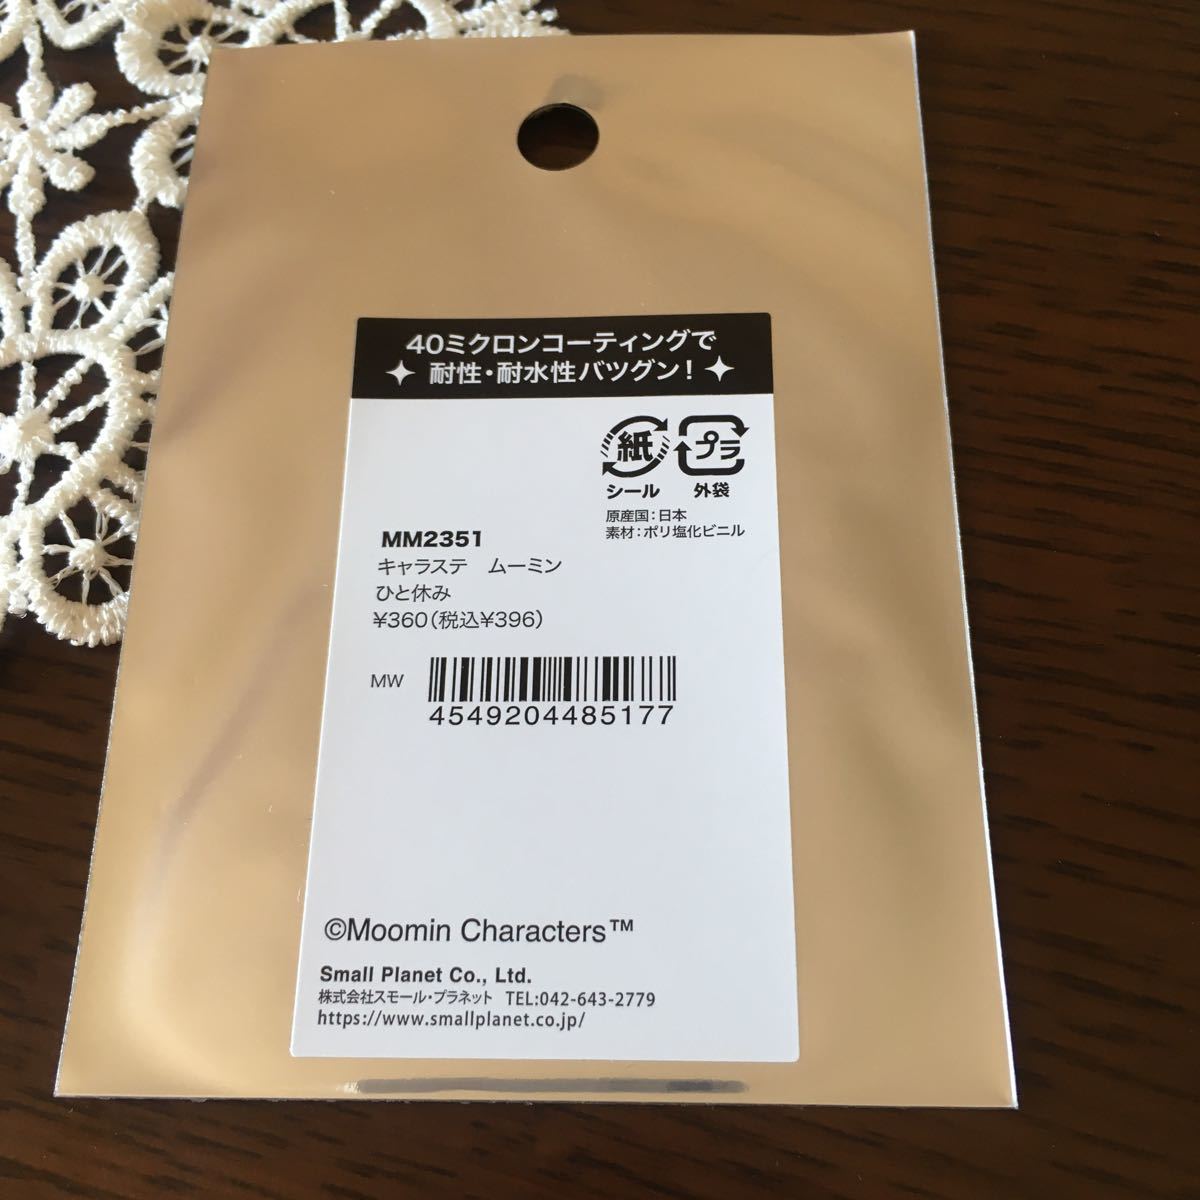 40ミクロンコーティングで
耐性・耐水性バツグン!
紙
プラ
シール
外袋
原産国:日本
素材:ポリ塩化ビニル
MM2351
キャラステ ムーミン
ひと休み
¥360(税込¥396)
MW
4549204485177
©Moomin Characters™
Small Planet Co., Ltd.
株式会社スモール・プラネット TEL:042-643-2779
https://www.smallplanet.co.jp/